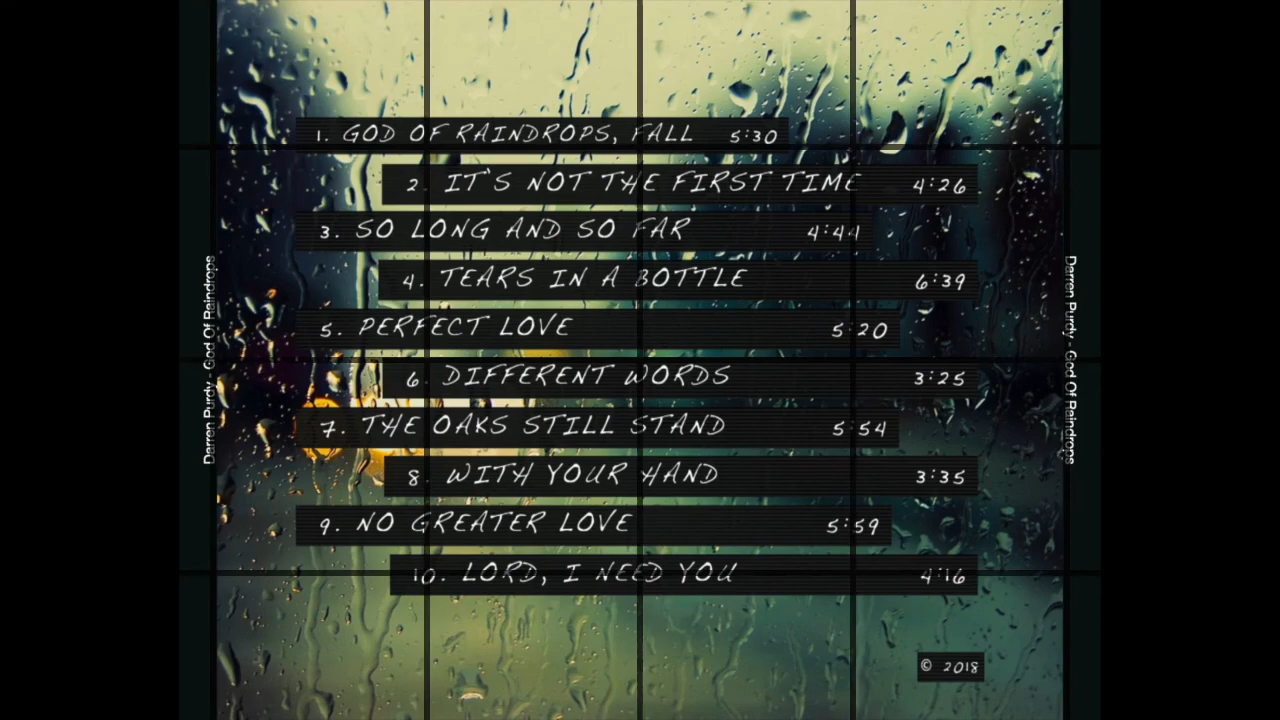 1. GOD OF RAINDROPS, FALL 5:30
2. IT'S NOT THE FIRST TIME 4:26
3. SO LONG AND SO FAR 4:44
4. TEARS IN A BOTTLE 6:39
5. PERFECT LOVE 5:20
6. DIFFERENT WORDS 3:25
7. THE OAKS STILL STAND 5:54
8. WITH YOUR HAND 3:35
9. NO GREATER LOVE 5:59
10. LORD, I NEED YOU 4:16
© 2018
Darren Purdy - God Of Raindrops
Darren Purdy - God Of Raindrops